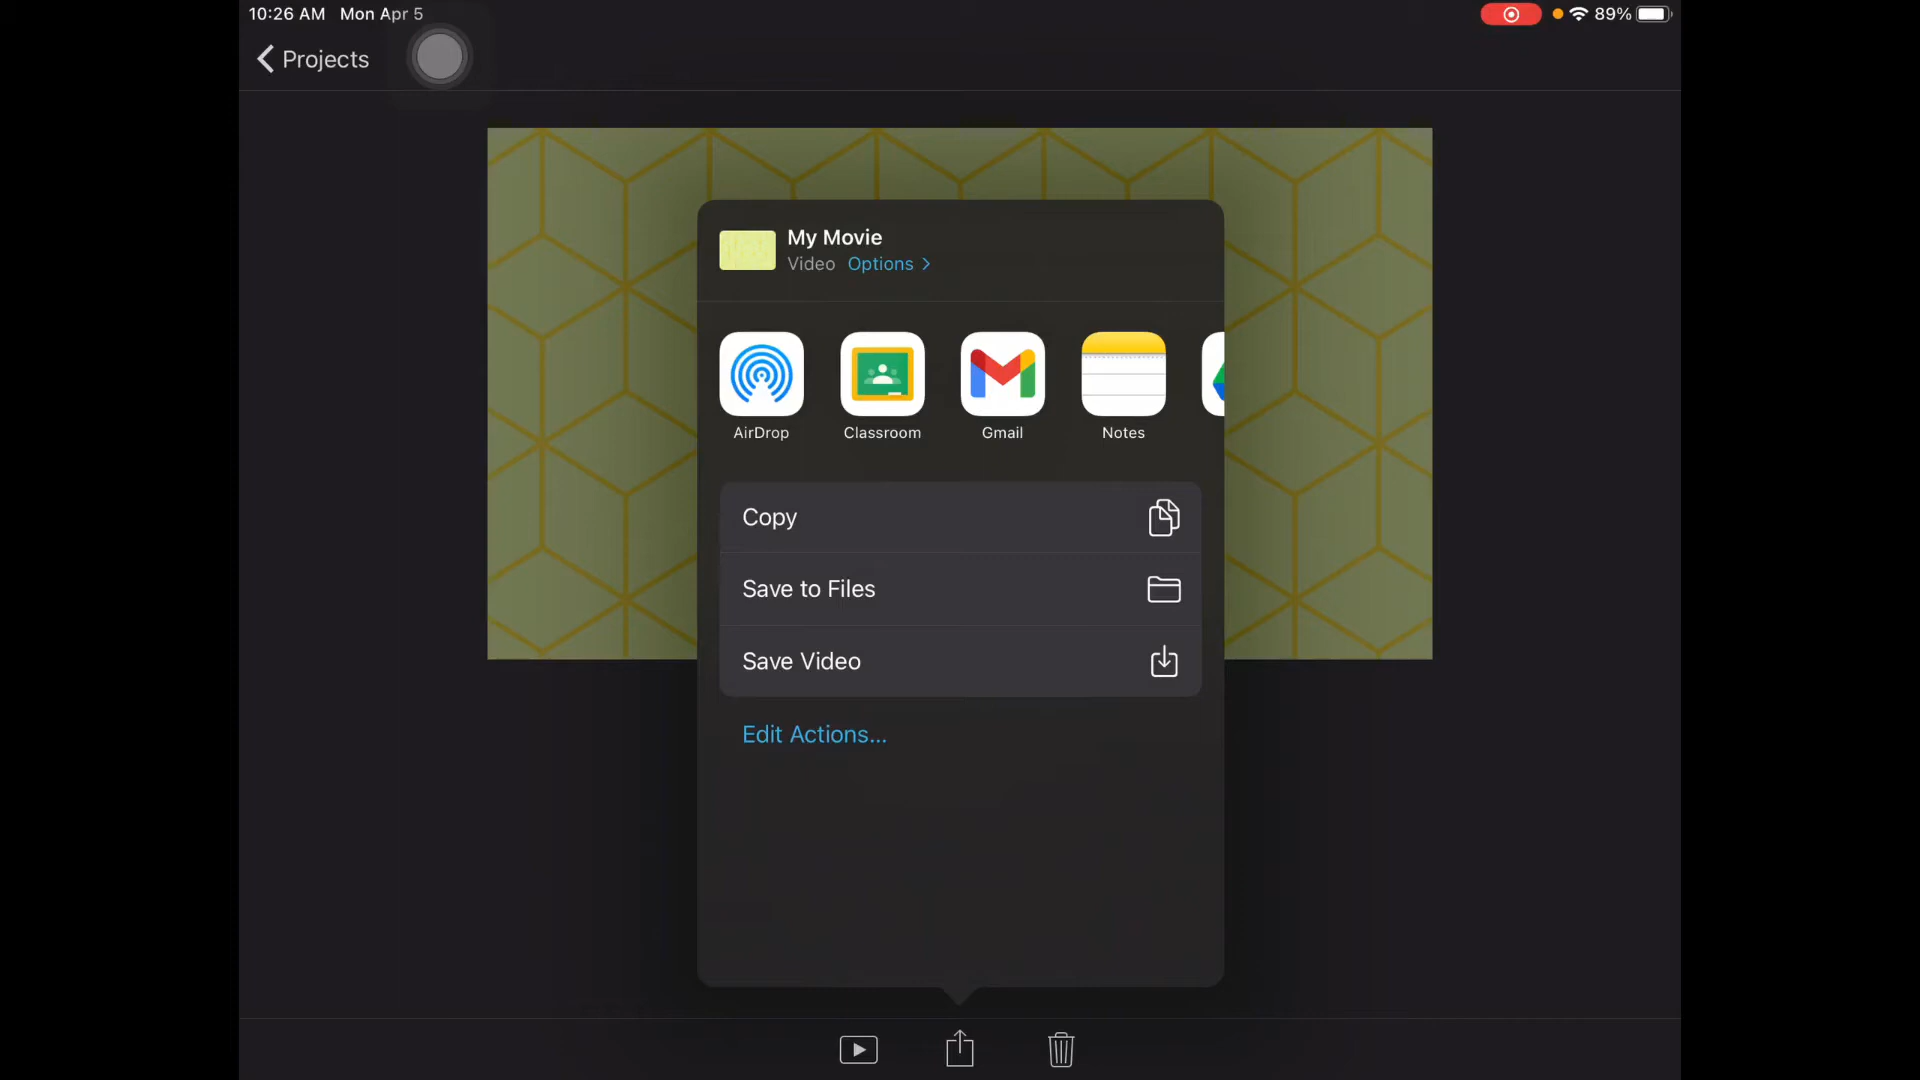 10:26 AM Mon Apr 5
89%
Projects
My Movie
Video Options
AirDrop
Classroom
Gmail
Notes
Copy
Save to Files
Save Video
Edit Actions...